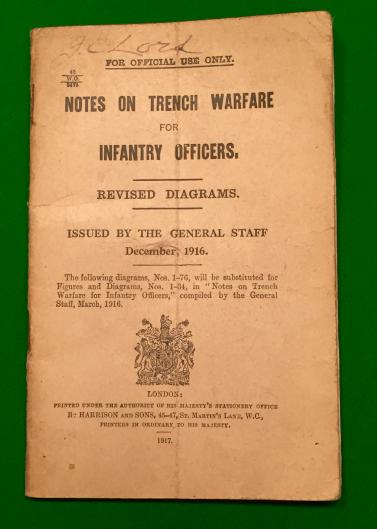 J. C. Lord
FOR OFFICIAL USE ONLY.
40
W.O.
NOTES ON TRENCH WARFARE
FOR
INFANTRY OFFICERS.
REVISED DIAGRAMS.
ISSUED BY THE GENERAL STAFF
December, 1916.
The following diagrams, Nos. 1-76, will be substituted for
Figures and Diagrams, Nos. 1-34, in "Notes on Trench
Warfare for Infantry Officers," compiled by the General
Staff, March, 1916.
LONDON:
PRINTED UNDER THE AUTHORITY OF HIS MAJESTY'S STATIONERY OFFICE
BY HARRISON AND SONS, 45-47, ST. MARTIN'S LANE, W.C.,
PRINTERS IN ORDINARY TO HIS MAJESTY.
1917.